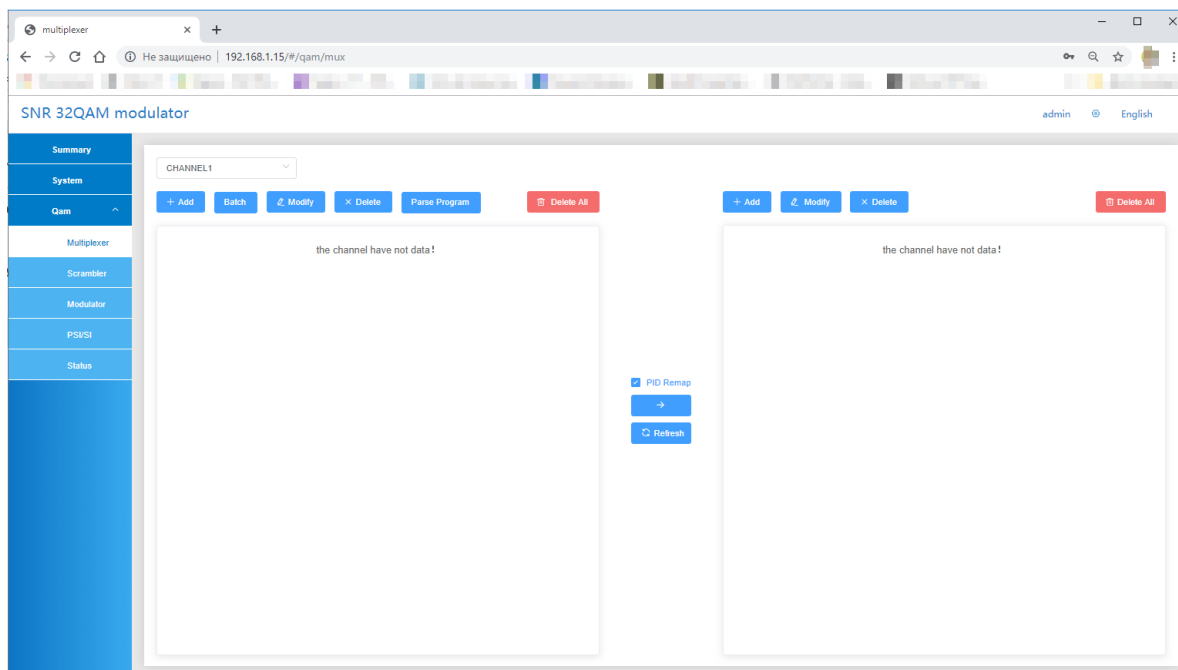 multiplexer
Не защищено | 192.168.1.15/#/qam/mux
SNR 32QAM modulator
admin English
Summary
System
Qam
Multiplexer
Scrambler
Modulator
PSI/SI
Status
CHANNEL1
Add Batch Modify Delete Parse Program Delete All
the channel have not data!
PID Remap
Refresh
Add Modify Delete Delete All
the channel have not data!